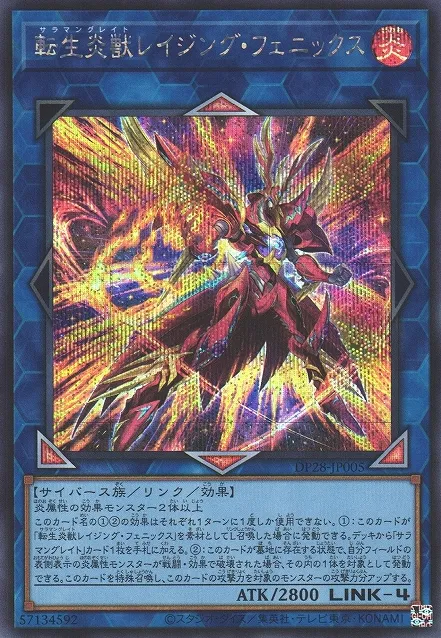 サラマングレイト
転生炎獣レイジング・フェニックス 炎
DP28-JP005
【サイバース族/リンク/効果】
炎属性の効果モンスター2体以上
このカード名の①②の効果はそれぞれ1ターンに1度しか使用できない。①:このカードが
「転生炎獣レイジング・フェニックス」を素材としてL召喚した場合に発動できる。デッキから「サラ
マングレイト」カード1枚を手札に加える。②:このカードが墓地に存在する状態で、自分フィールドの
表側表示の炎属性モンスターが戦闘・効果で破壊された場合、その内の1体を対象として発動
できる。このカードを特殊召喚し、このカードの攻撃力を対象のモンスターの攻撃力分アップする。
ATK/2800 LINK-4
57134592
©スタジオ・ダイス/集英社・テレビ東京・KONAMI